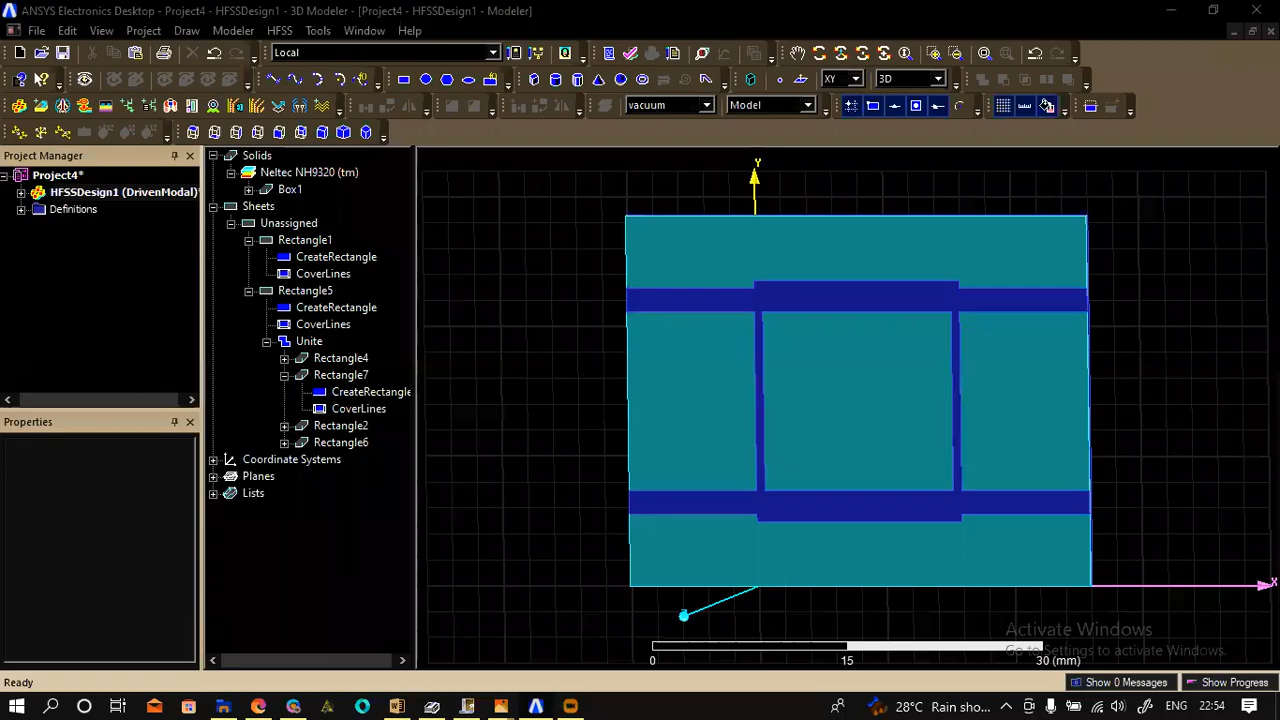 ANSYS Electronics Desktop - Project4 - HFSSDesign1 - 3D Modeler - [Project4 - HFSSDesign1 - Modeler]
File Edit View Project Draw Modeler HFSS Tools Window Help
Local
XY 3D
vacuum Model
Project Manager
Project4*
HFSSDesign1 (DrivenModal)*
Definitions
Properties
Solids
Neltec NH9320 (tm)
Box1
Sheets
Unassigned
Rectangle1
CreateRectangle
CoverLines
Rectangle5
CreateRectangle
CoverLines
Unite
Rectangle4
Rectangle7
CreateRectangle
CoverLines
Rectangle2
Rectangle6
Coordinate Systems
Planes
Lists
Y
X
0 15 30 (mm)
Activate Windows
Go to Settings to activate Windows.
Ready
Show 0 Messages Show Progress
28°C Rain sho... ENG 22:54